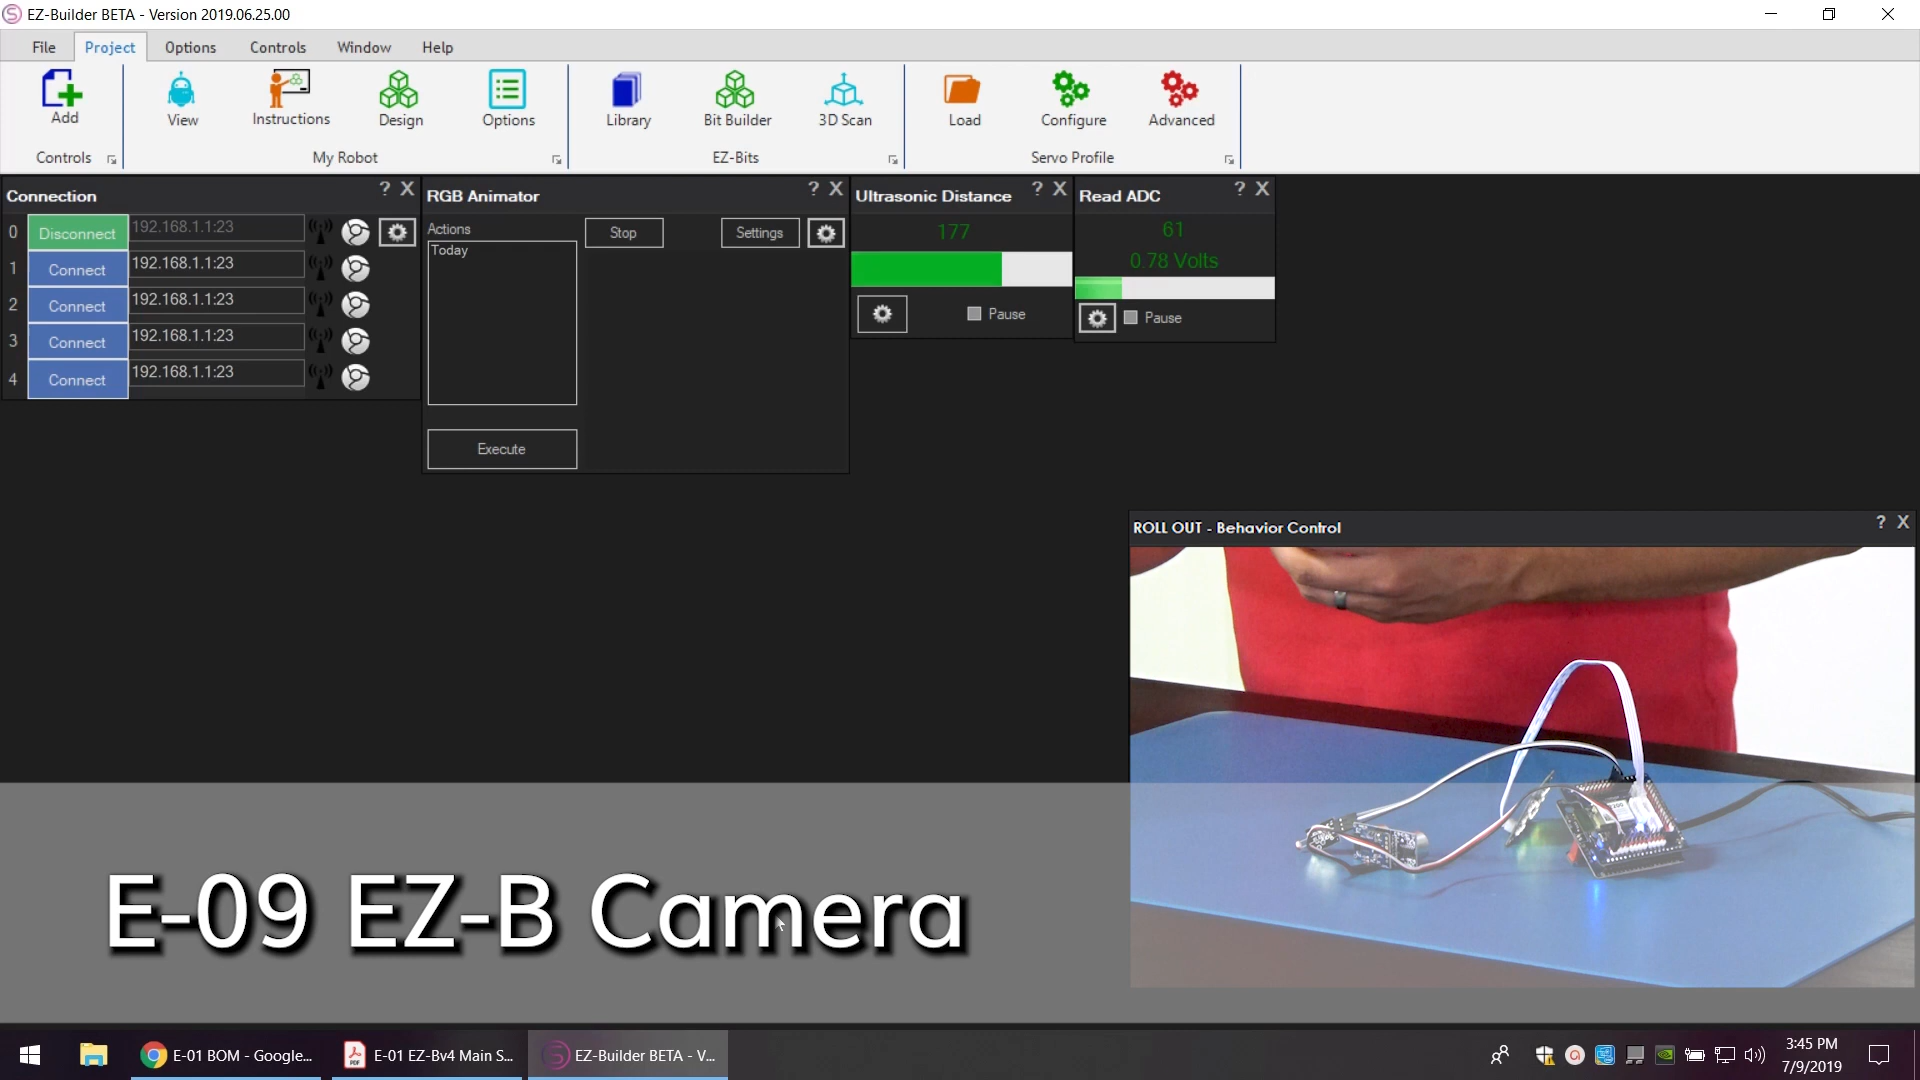 EZ-Builder BETA - Version 2019.06.25.00
File Project Options Controls Window Help
Add View Instructions Design Options Library Bit Builder 3D Scan Load Configure Advanced
Controls My Robot EZ-Bits Servo Profile
Connection ? X
0 Disconnect 192.168.1.1:23
1 Connect 192.168.1.1:23
2 Connect 192.168.1.1:23
3 Connect 192.168.1.1:23
4 Connect 192.168.1.1:23
RGB Animator ? X
Actions Stop Settings
Today
Execute
Ultrasonic Distance ? X
177
Pause
Read ADC ? X
61
0.78 Volts
Pause
ROLL OUT - Behavior Control ? X
E-09 EZ-B Camera
E-01 BOM - Google... E-01 EZ-Bv4 Main S... EZ-Builder BETA - V...
3:45 PM
7/9/2019